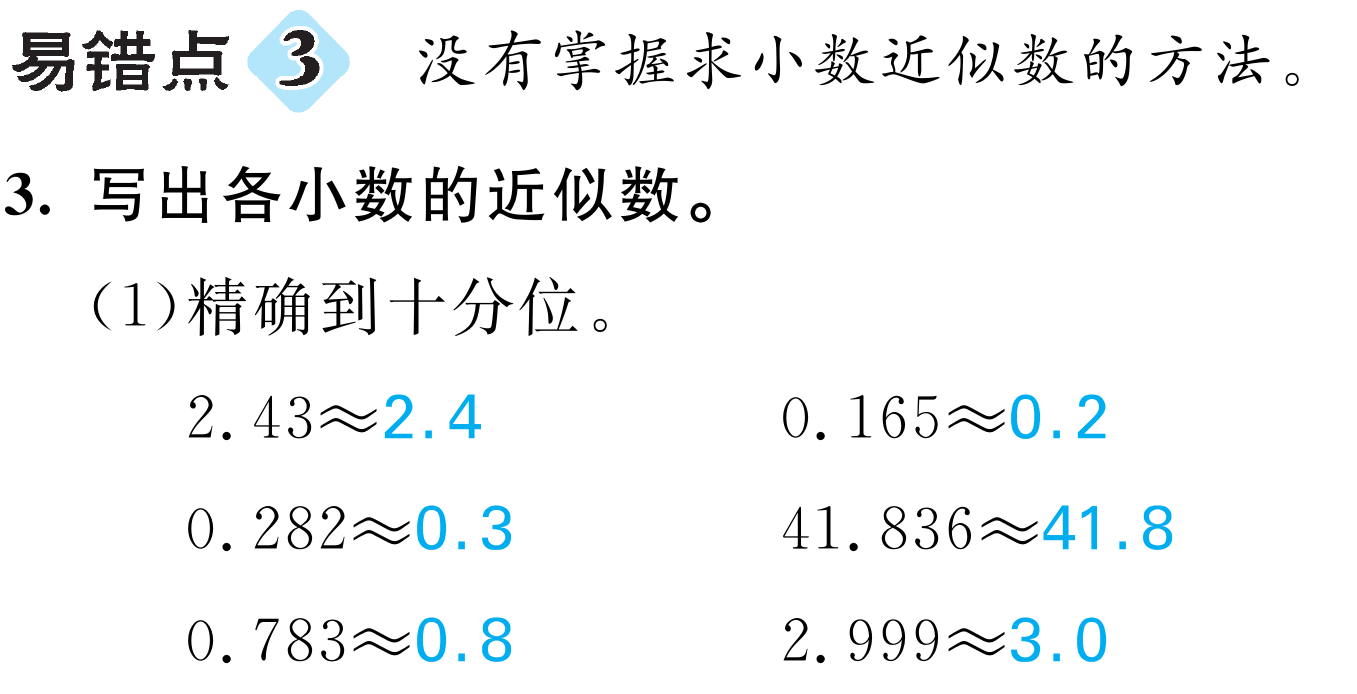 易错点 3 没有掌握求小数近似数的方法。
3. 写出各小数的近似数。
(1)精确到十分位。
2.43≈2.4 0.165≈0.2
0.282≈0.3 41.836≈41.8
0.783≈0.8 2.999≈3.0